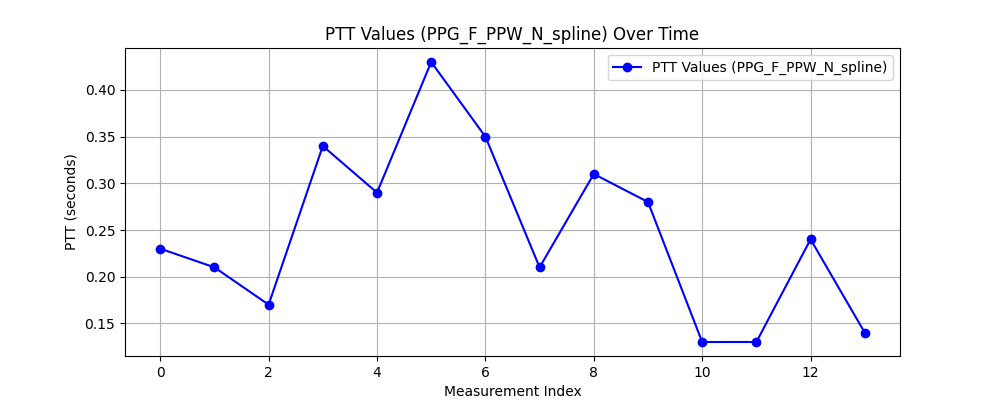 PTT Values (PPG_F_PPW_N_spline) Over Time
PTT Values (PPG_F_PPW_N_spline)
PTT (seconds)
0.40
0.35
0.30
0.25
0.20
0.15
0 2 4 6 8 10 12
Measurement Index